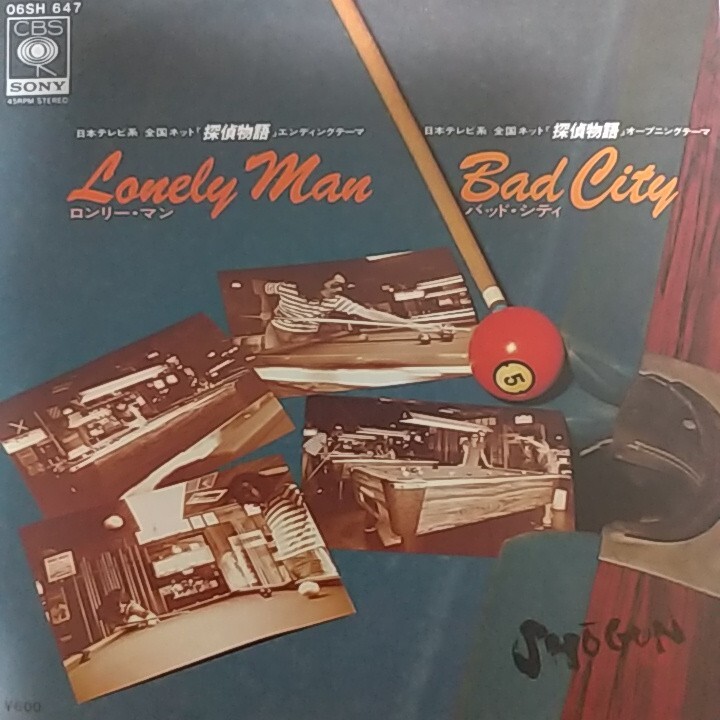 06SH 647
CBS
SONY
45RPM STEREO
日本テレビ系 全国ネット「探偵物語」エンディングテーマ
Lonely Man
ロンリー・マン
日本テレビ系 全国ネット「探偵物語」オープニングテーマ
Bad City
バッド・シティ
5
SHŌGUN
¥600